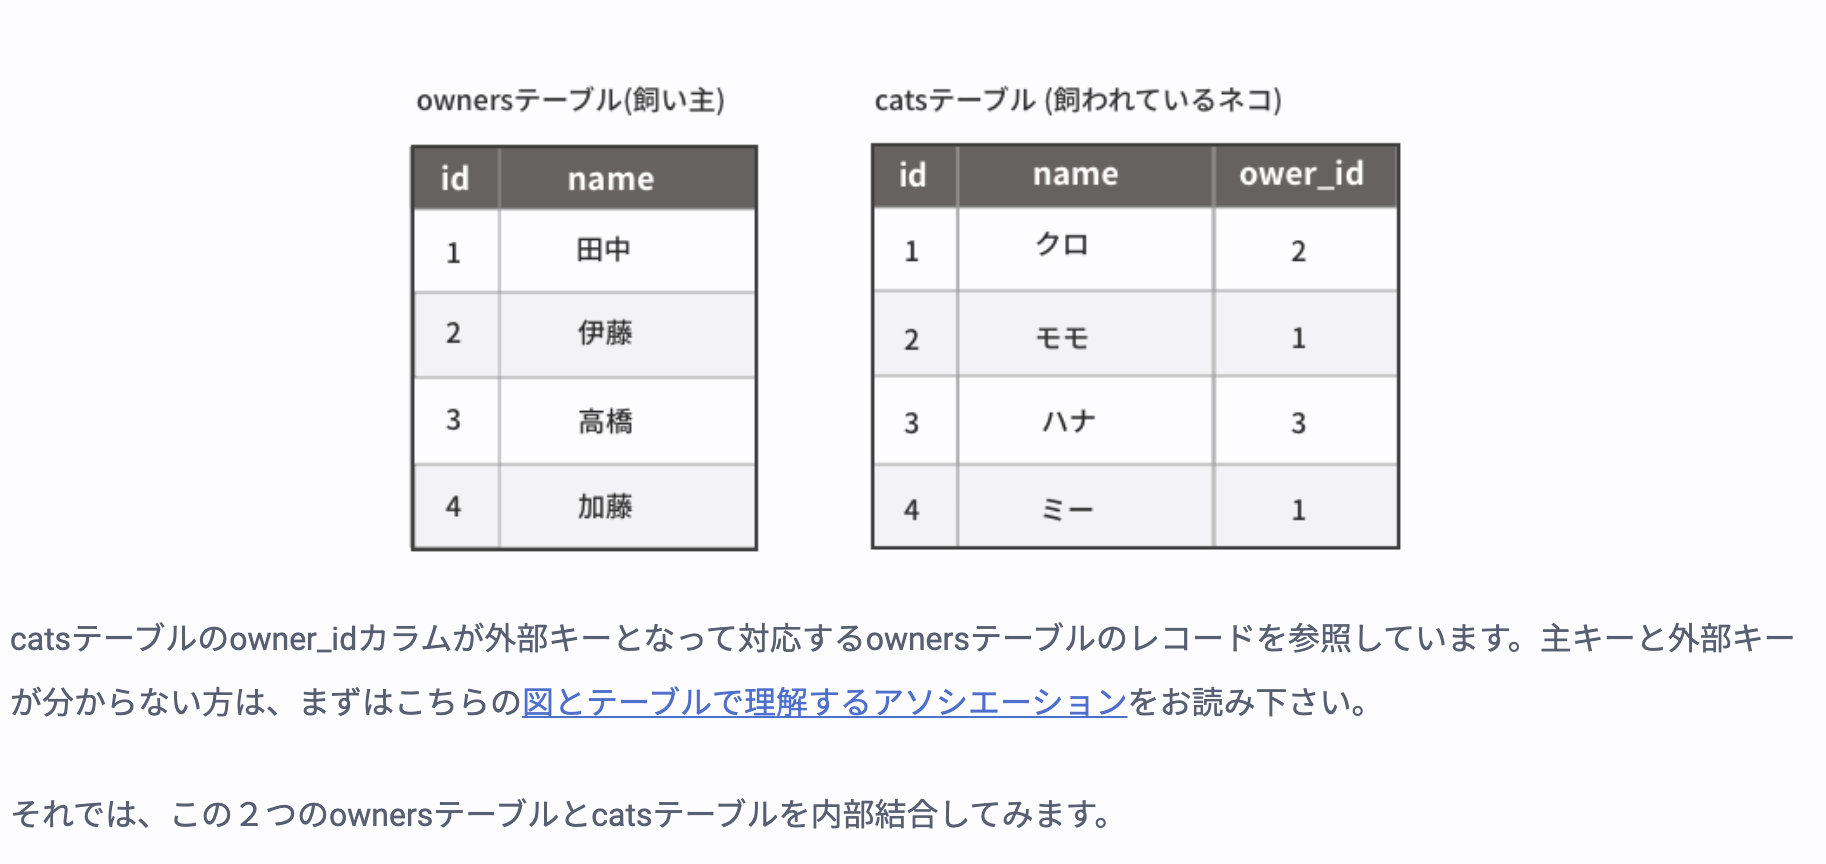 ownersテーブル(飼い主)
id name
1 田中
2 伊藤
3 高橋
4 加藤
catsテーブル (飼われているネコ)
id name ower_id
1 クロ 2
2 モモ 1
3 ハナ 3
4 ミー 1
catsテーブルのowner_idカラムが外部キーとなって対応するownersテーブルのレコードを参照しています。主キーと外部キー
が分からない方は、まずはこちらの図とテーブルで理解するアソシエーションをお読み下さい。
それでは、この２つのownersテーブルとcatsテーブルを内部結合してみます。